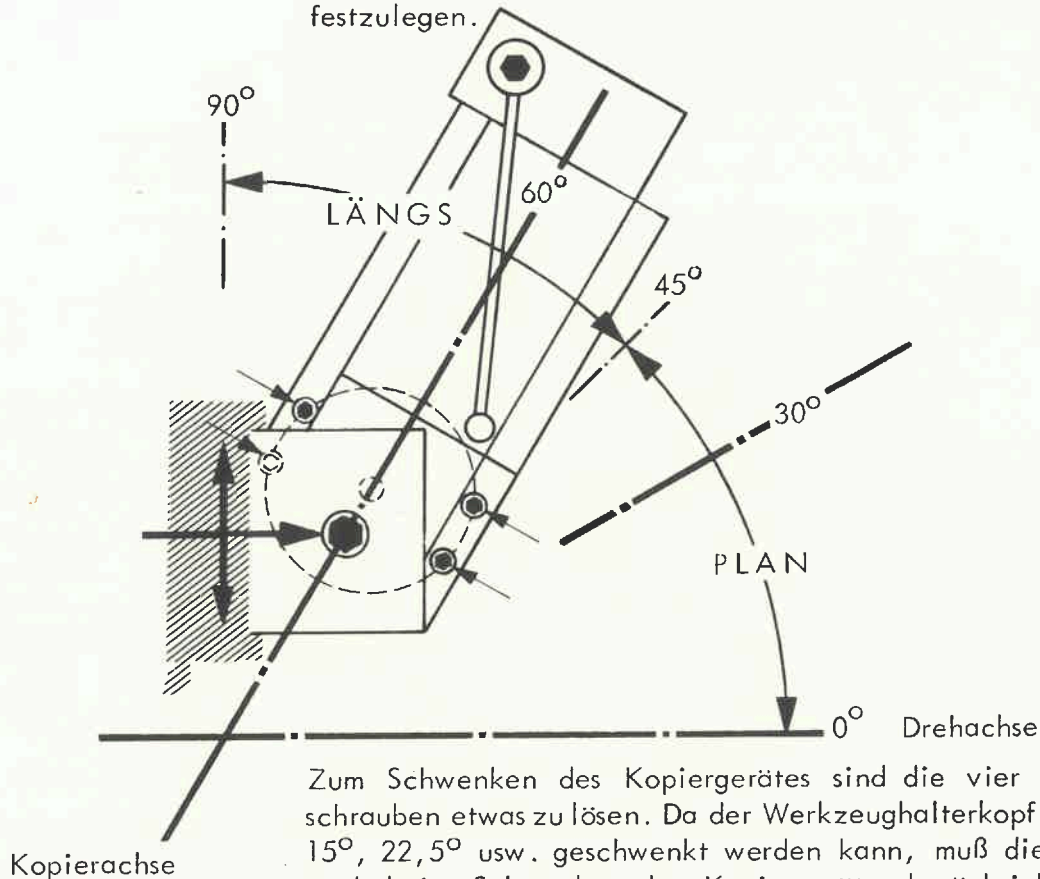 festzulegen.
90°
LÄNGS
60°
45°
30°
PLAN
0° Drehachse
Zum Schwenken des Kopiergerätes sind die vier
schrauben etwas zu lösen. Da der Werkzeughalterkopf
15°, 22,5° usw. geschwenkt werden kann, muß die
Kopierachse